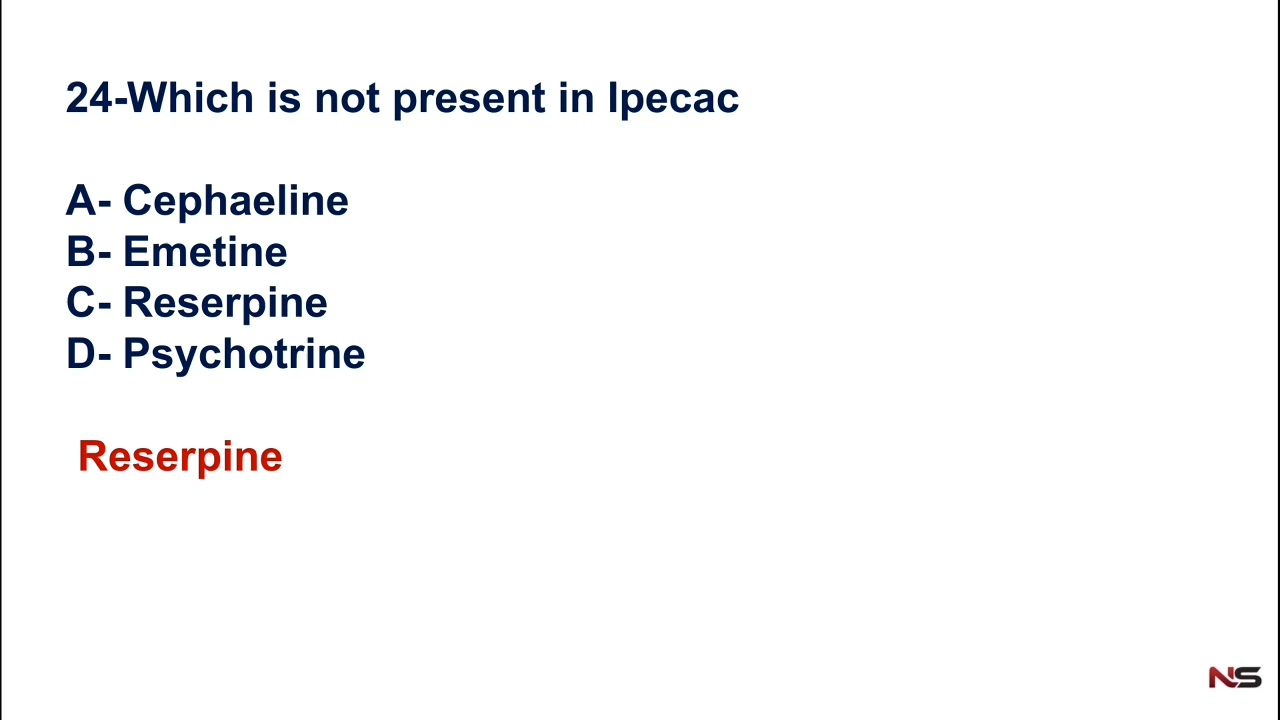 24-Which is not present in Ipecac
A- Cephaeline
B- Emetine
C- Reserpine
D- Psychotrine
Reserpine
NS